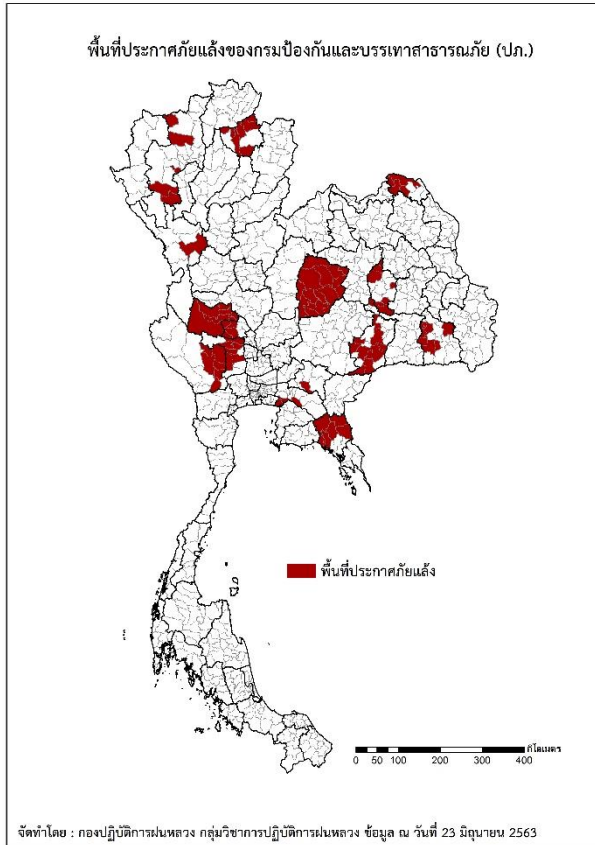 พื้นที่ประกาศภัยแล้งของกรมป้องกันและบรรเทาสาธารณภัย (ปภ.)
พื้นที่ประกาศภัยแล้ง
กิโลเมตร
0 50 100 200 300 400
จัดทำโดย : กองปฏิบัติการฝนหลวง กลุ่มวิชาการปฏิบัติการฝนหลวง ข้อมูล ณ วันที่ 23 มิถุนายน 2563